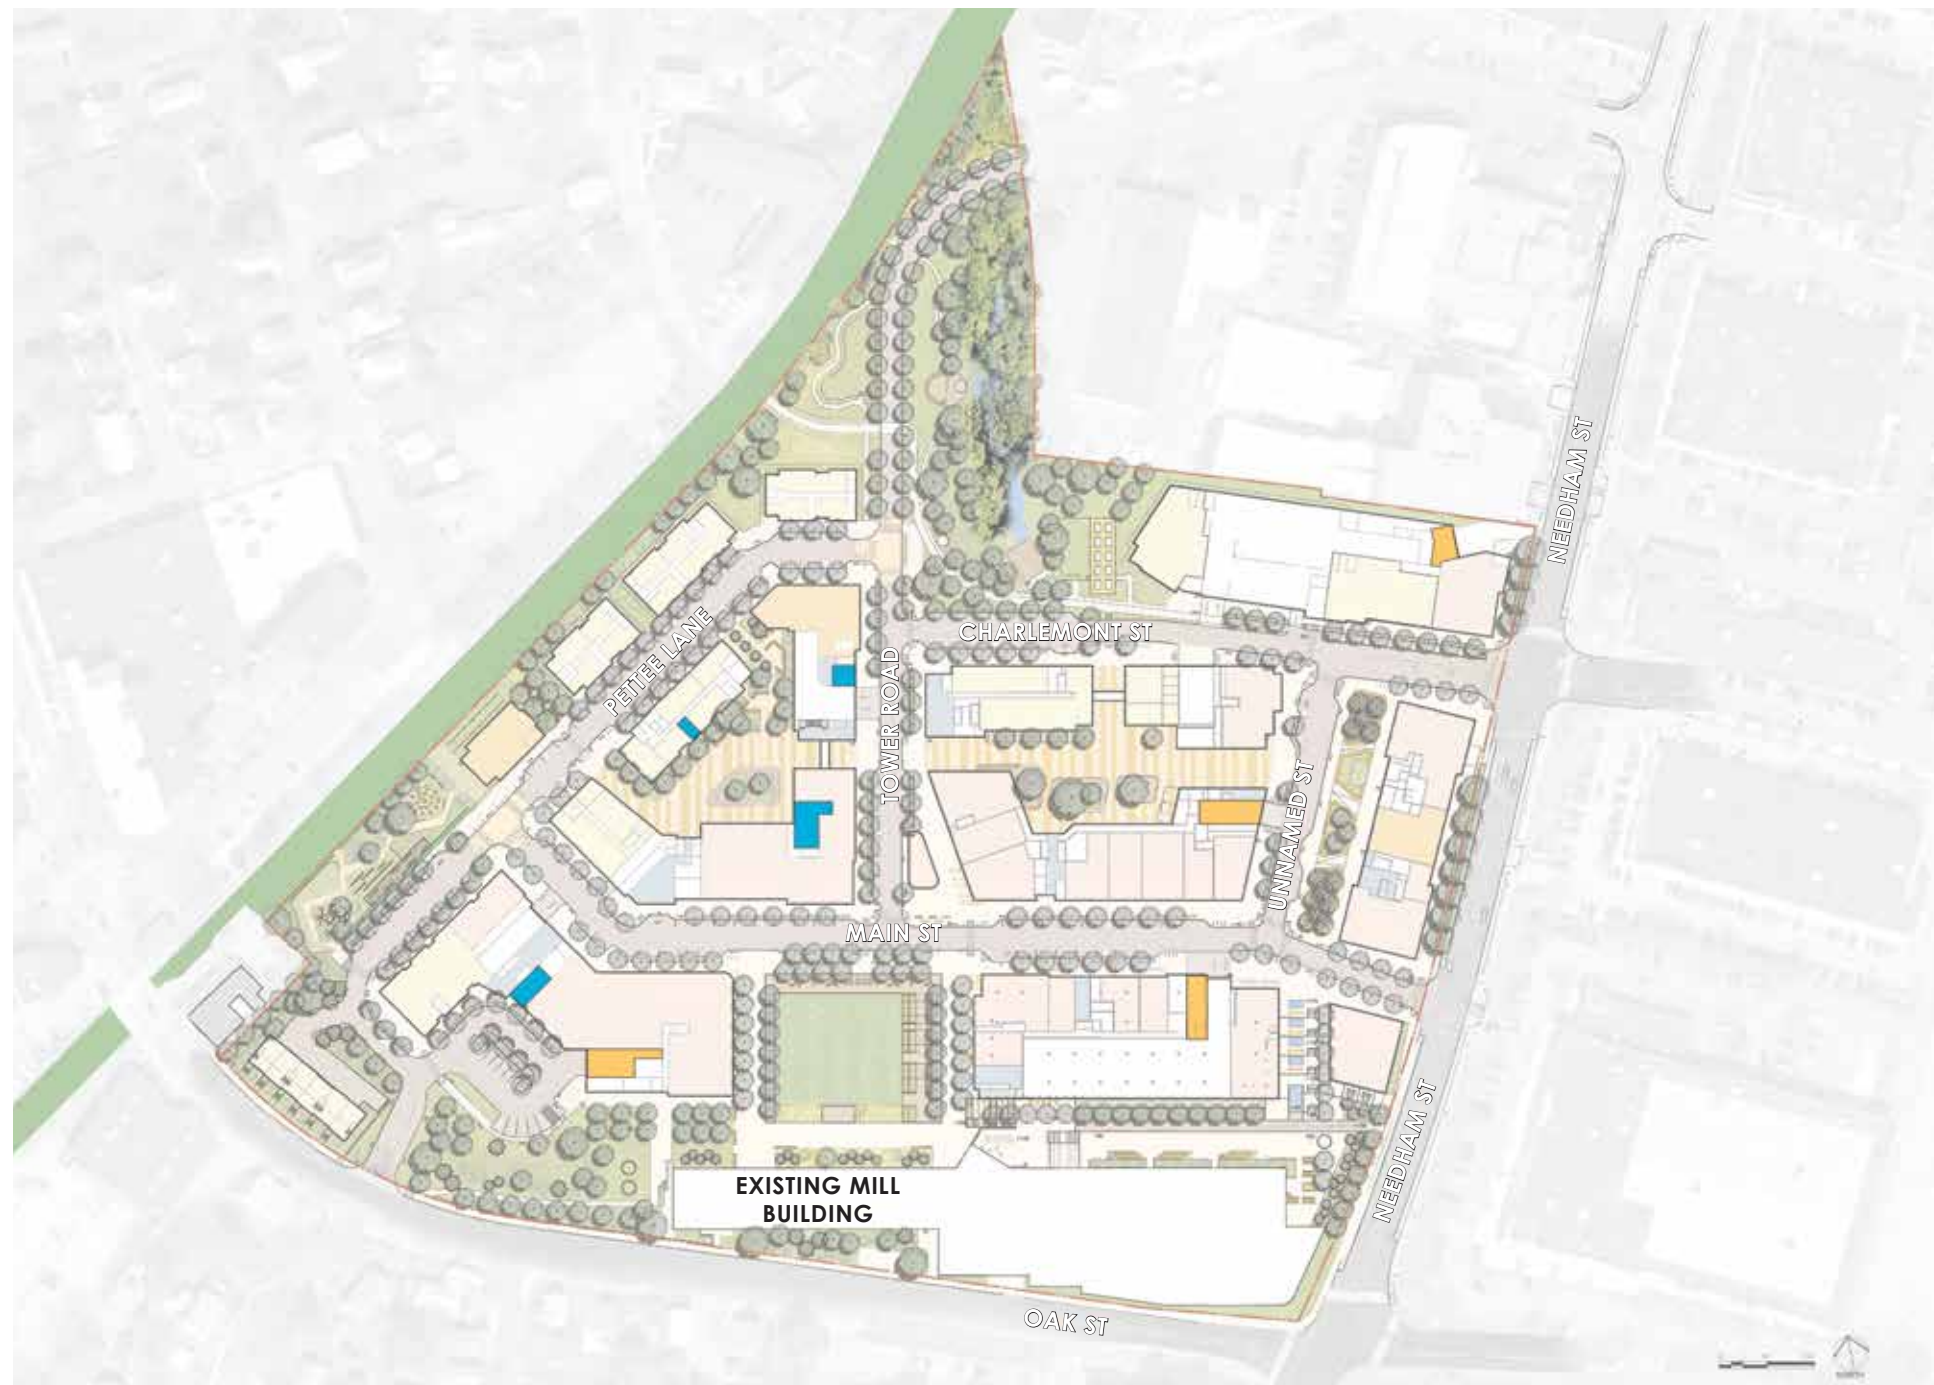 NEEDHAM ST
CHARLEMONT ST
PETTEE LANE
TOWER ROAD
UNNAMED ST
MAIN ST
NEEDHAM ST
EXISTING MILL
BUILDING
OAK ST
NORTH